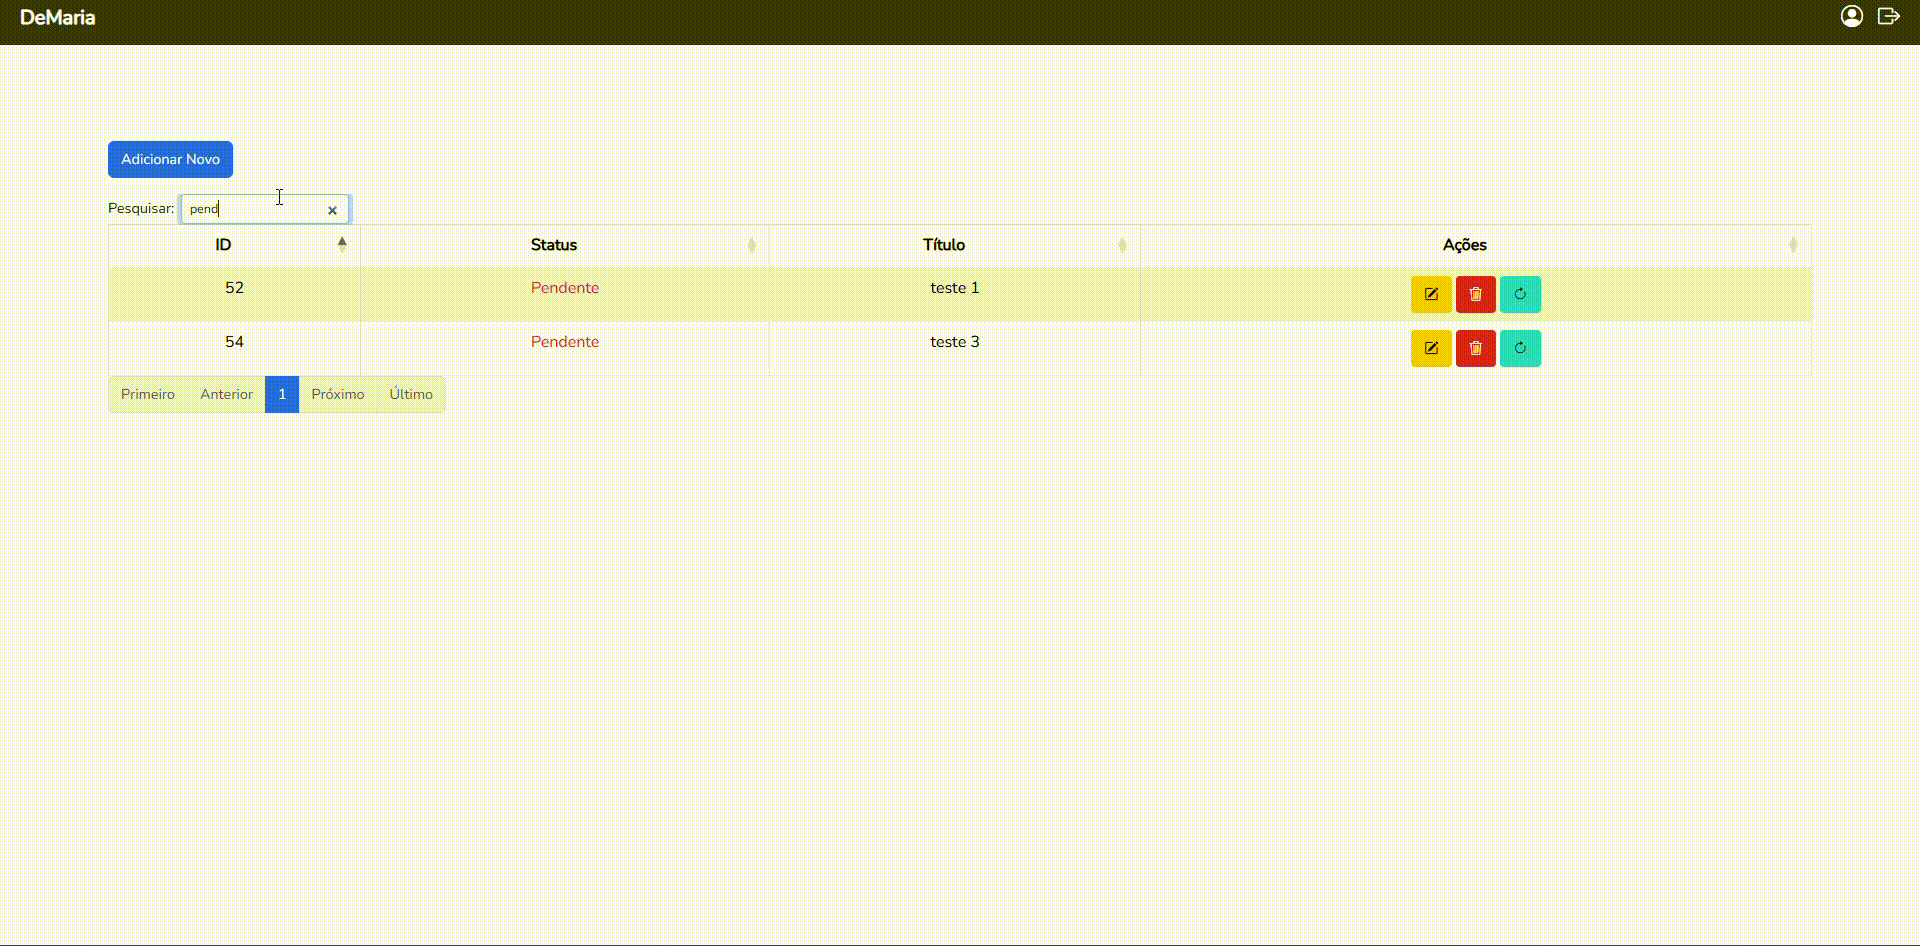 DeMaria
Adicionar Novo
Pesquisar: pend
ID Status Título Ações
52 Pendente teste 1
54 Pendente teste 3
Primeiro Anterior 1 Próximo Último